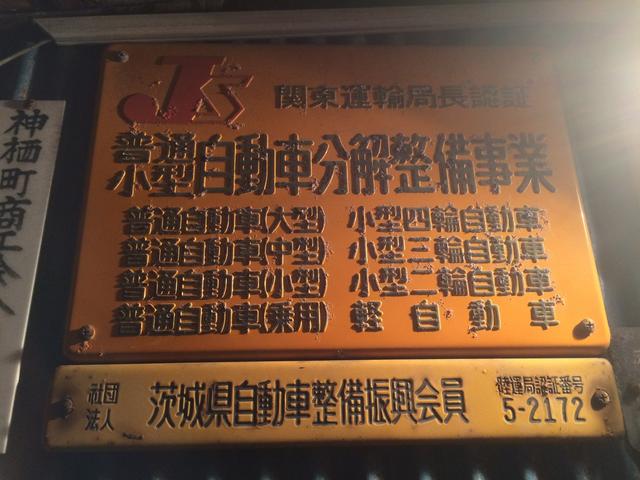 関東運輸局長認証
普通
小型自動車分解整備事業
普通自動車(大型) 小型四輪自動車
普通自動車(中型) 小型三輪自動車
普通自動車(小型) 小型二輪自動車
普通自動車(乗用) 軽自動車
社団
法人 茨城県自動車整備振興会員
陸運局認証番号
5-2172
神栖町商工会